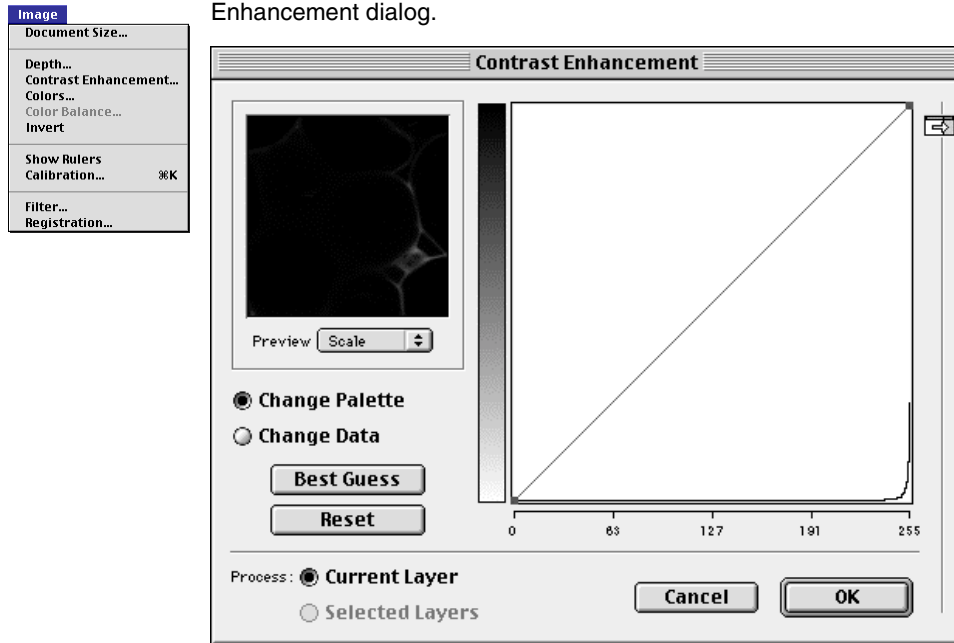 Image
Document Size...
Depth...
Contrast Enhancement...
Colors...
Color Balance...
Invert
Show Rulers
Calibration... ⌘K
Filter...
Registration...
Enhancement dialog.
Contrast Enhancement
Preview Scale
Change Palette
Change Data
Best Guess
Reset
0 63 127 191 255
Process: Current Layer
Selected Layers
Cancel OK